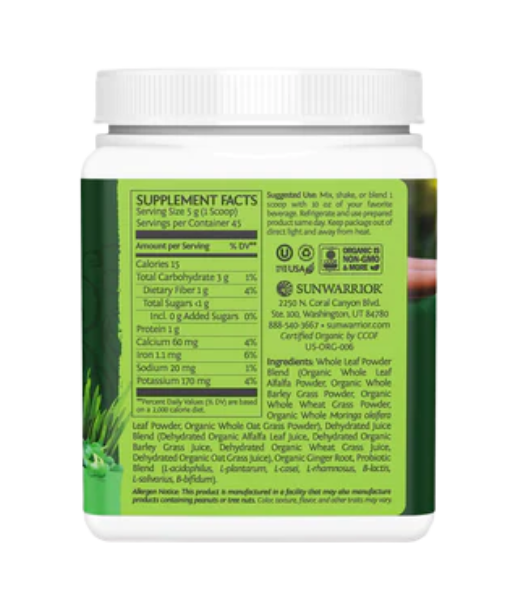 SUPPLEMENT FACTS
Serving Size 5 g (1 Scoop)
Servings per Container 45
Amount per Serving % DV**
Calories 15
Total Carbohydrate 3 g 1%
Dietary Fiber 1 g 4%
Total Sugars <1 g
Incl. 0 g Added Sugars 0%
Protein 1 g
Calcium 60 mg 4%
Iron 1.1 mg 6%
Sodium 20 mg 1%
Potassium 170 mg 4%
**Percent Daily Values (% DV) are based
on a 2,000 calorie diet.
Suggested Use: Mix, shake, or blend 1
scoop with 10 oz of your favorite
beverage. Refrigerate and use prepared
product same day. Keep package out of
direct light and away from heat.
U
USA
ORGANIC IS
NON-GMO
& MORE
SUNWARRIOR
2250 N. Coral Canyon Blvd.
Ste. 100, Washington, UT 84780
888-540-3667 • sunwarrior.com
Certified Organic by CCOF
US-ORG-006
Ingredients: Whole Leaf Powder
Blend (Organic Whole Leaf
Alfalfa Powder, Organic Whole
Barley Grass Powder, Organic
Whole Wheat Grass Powder,
Organic Whole Moringa oleifera
Leaf Powder, Organic Whole Oat Grass Powder), Dehydrated Juice
Blend (Dehydrated Organic Alfalfa Leaf Juice, Dehydrated Organic
Barley Grass Juice, Dehydrated Organic Wheat Grass Juice,
Dehydrated Organic Oat Grass Juice), Organic Ginger Root, Probiotic
Blend (L-acidophilus, L-plantarum, L-casei, L-rhamnosus, B-lactis,
L-salivarius, B-bifidum).
Allergen Notice: This product is manufactured in a facility that may also manufacture
products containing peanuts or tree nuts. Color, texture, flavor, and other traits may vary.